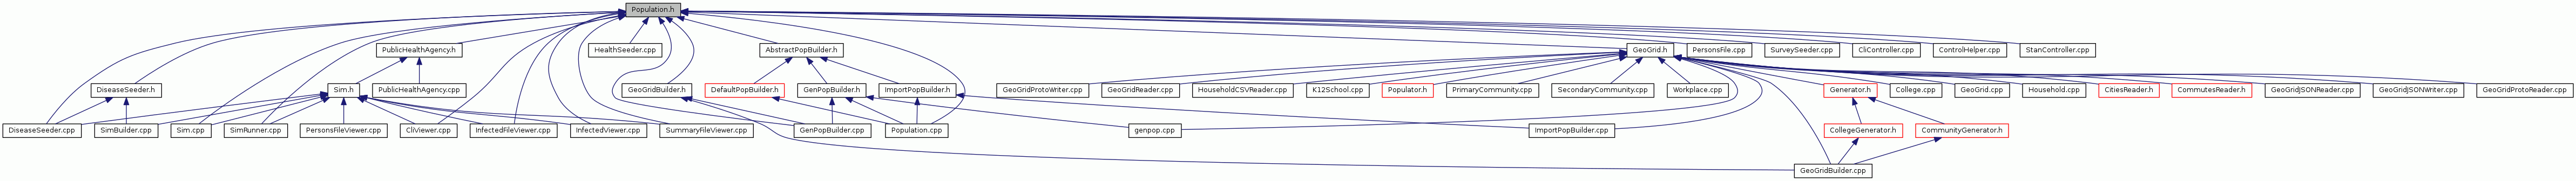 Population.h
PublicHealthAgency.h
HealthSeeder.cpp
AbstractPopBuilder.h
GeoGrid.h
PersonsFile.cpp
SurveySeeder.cpp
CliController.cpp
ControlHelper.cpp
StanController.cpp
DiseaseSeeder.h
Sim.h
PublicHealthAgency.cpp
GeoGridBuilder.h
DefaultPopBuilder.h
GenPopBuilder.h
ImportPopBuilder.h
GeoGridProtoWriter.cpp
GeoGridReader.cpp
HouseholdCSVReader.cpp
K12School.cpp
Populator.h
PrimaryCommunity.cpp
SecondaryCommunity.cpp
Workplace.cpp
Generator.h
College.cpp
GeoGrid.cpp
Household.cpp
CitiesReader.h
CommutesReader.h
GeoGridJSONReader.cpp
GeoGridJSONWriter.cpp
GeoGridProtoReader.cpp
DiseaseSeeder.cpp
SimBuilder.cpp
Sim.cpp
SimRunner.cpp
PersonsFileViewer.cpp
CliViewer.cpp
InfectedFileViewer.cpp
InfectedViewer.cpp
SummaryFileViewer.cpp
GenPopBuilder.cpp
Population.cpp
genpop.cpp
ImportPopBuilder.cpp
CollegeGenerator.h
CommunityGenerator.h
GeoGridBuilder.cpp